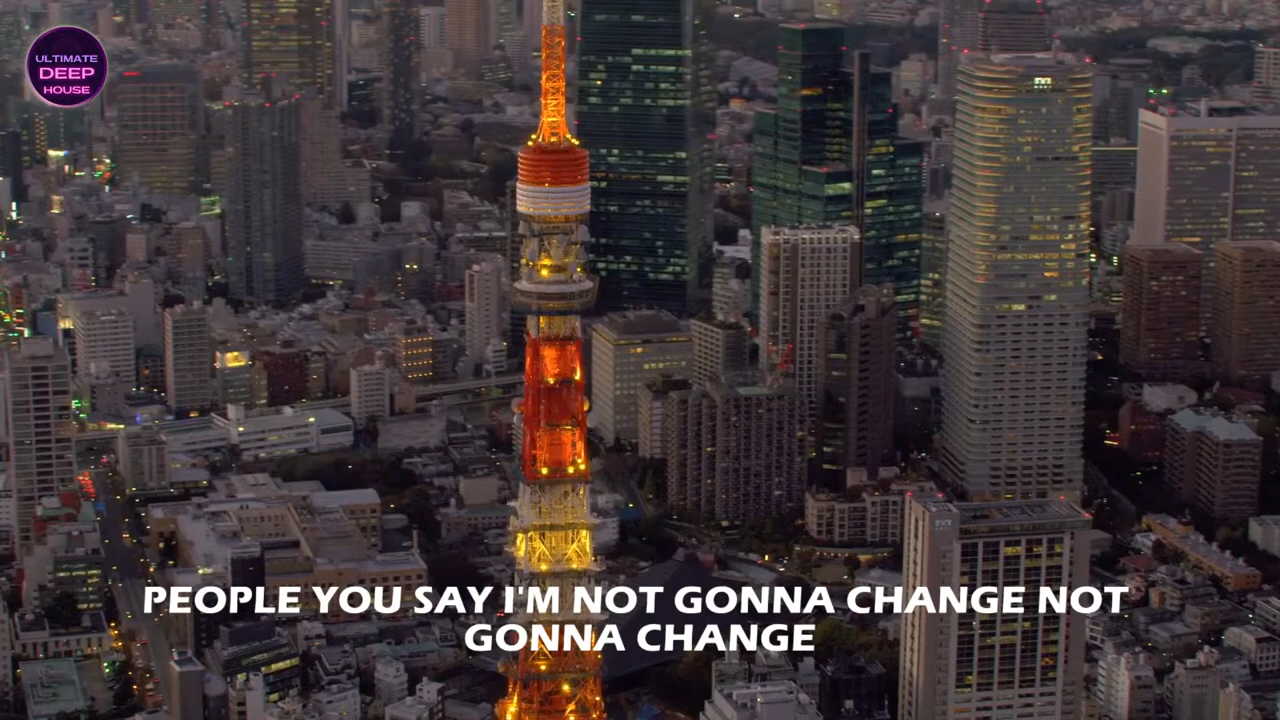 ULTIMATE
DEEP
HOUSE
PEOPLE YOU SAY I'M NOT GONNA CHANGE NOT
GONNA CHANGE